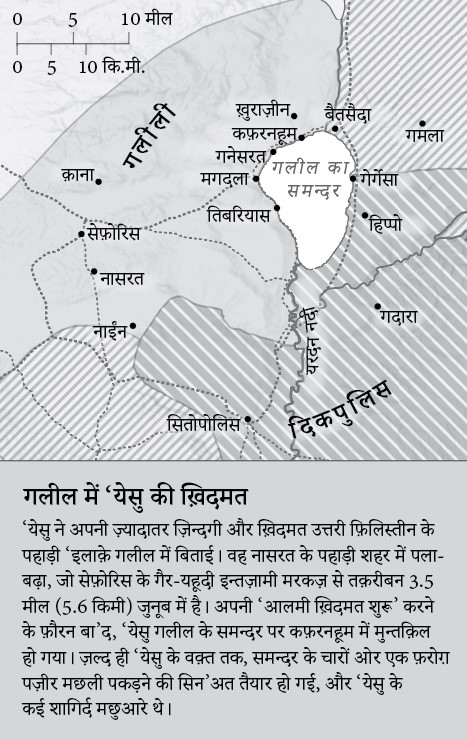 0 5 10 मील
0 5 10 कि.मी.
गलीली
ख़ुराज़ीन
बैतसैदा
कफ़रनहूम
गमला
गनेसरत
क़ाना
मगदला
गलील का
समन्दर
गेर्गेसा
तिबरियास
हिप्पो
सेफ़ोरिस
नासरत
गदारा
नाईन
यरदन नदी
सितोपोलिस
दिकपुलिस
गलील में ‘येसु की ख़िदमत
‘येसु ने अपनी ज़्यादातर ज़िन्दगी और ख़िदमत उत्तरी फ़िलिस्तीन के
पहाड़ी ‘इलाक़े गलील में बिताई। वह नासरत के पहाड़ी शहर में पला-
बढ़ा, जो सेफ़ोरिस के गैर-यहूदी इन्तज़ामी मरकज़ से तक़रीबन 3.5
मील (5.6 किमी) जुनूब में है। अपनी ‘आलमी ख़िदमत शुरू’ करने
के फ़ौरन बा’द, ‘येसु गलील के समन्दर पर कफ़रनहूम में मुन्तक़िल
हो गया। ज़ल्द ही ‘येसु के वक़्त तक, समन्दर के चारों ओर एक फ़रोग़
पज़ीर मछली पकड़ने की सिन’अत तैयार हो गई, और ‘येसु के
कई शागिर्द मछुआरे थे।